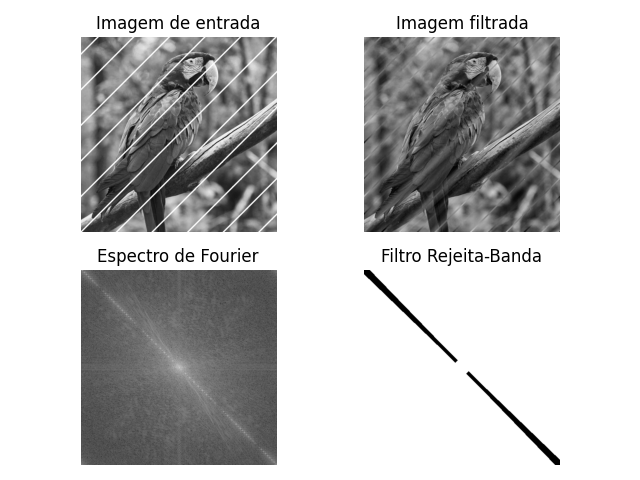 Imagem de entrada
Imagem filtrada
Espectro de Fourier
Filtro Rejeita-Banda